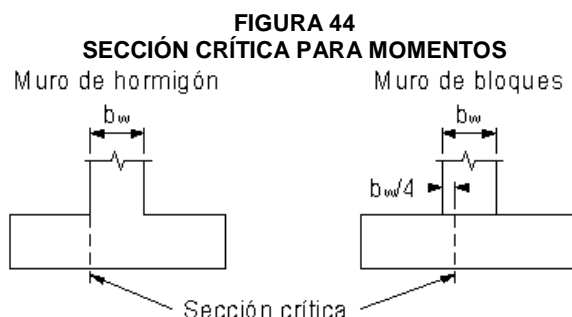 FIGURA 44
SECCIÓN CRÍTICA PARA MOMENTOS
Muro de hormigón
Muro de bloques
bw
bw
bw/4
Sección crítica